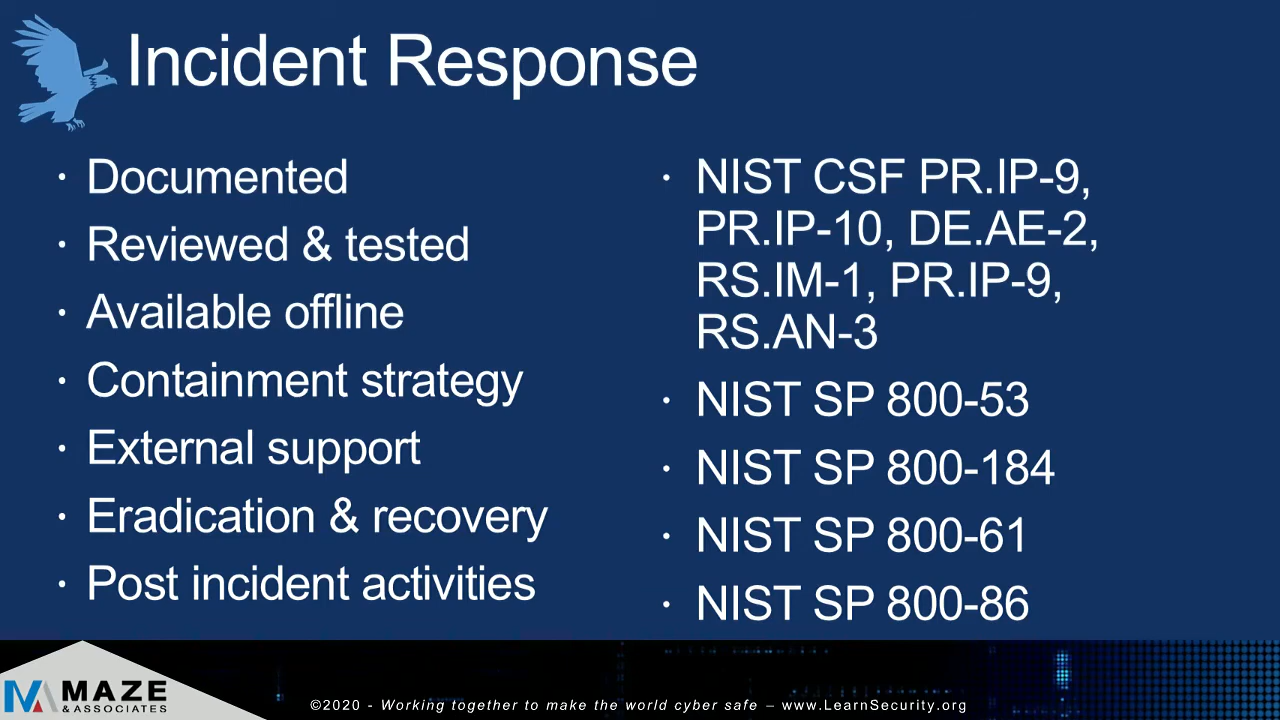 Incident Response
· Documented
· Reviewed & tested
· Available offline
· Containment strategy
· External support
· Eradication & recovery
· Post incident activities
· NIST CSF PR.IP-9,
PR.IP-10, DE.AE-2,
RS.IM-1, PR.IP-9,
RS.AN-3
· NIST SP 800-53
· NIST SP 800-184
· NIST SP 800-61
· NIST SP 800-86
MAZE
& ASSOCIATES
©2020 - Working together to make the world cyber safe – www.LearnSecurity.org